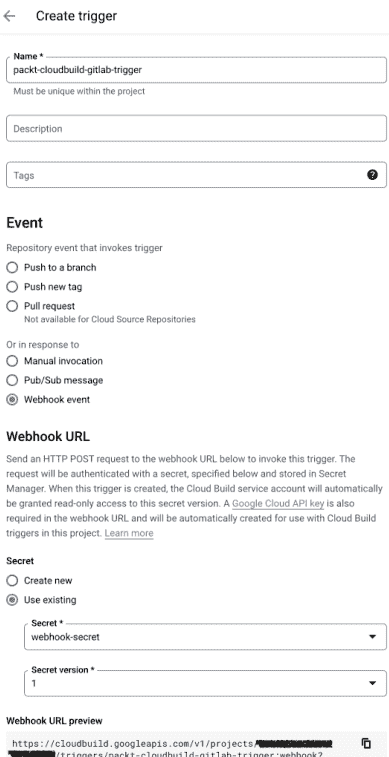 Create trigger
Name *
packt-cloudbuild-gitlab-trigger
Must be unique within the project
Description
Tags
Event
Repository event that invokes trigger
Push to a branch
Push new tag
Pull request
Not available for Cloud Source Repositories
Or in response to
Manual invocation
Pub/Sub message
Webhook event
Webhook URL
Send an HTTP POST request to the webhook URL below to invoke this trigger. The
request will be authenticated with a secret, specified below and stored in Secret
Manager. When this trigger is created, the Cloud Build service account will automatically
be granted read-only access to this secret version. A Google Cloud API key is also
required in the webhook URL and will be automatically created for use with Cloud Build
triggers in this project. Learn more
Secret
Create new
Use existing
Secret *
webhook-secret
Secret version *
1
Webhook URL preview
https://cloudbuild.googleapis.com/v1/projects/
/triggers/packt-cloudbuild-gitlab-trigger:webhook?